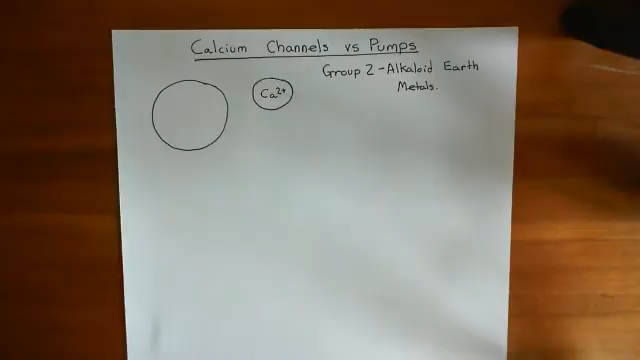 Calcium Channels vs Pumps
Group 2 - Alkaloid Earth
Metals.
Ca²⁺